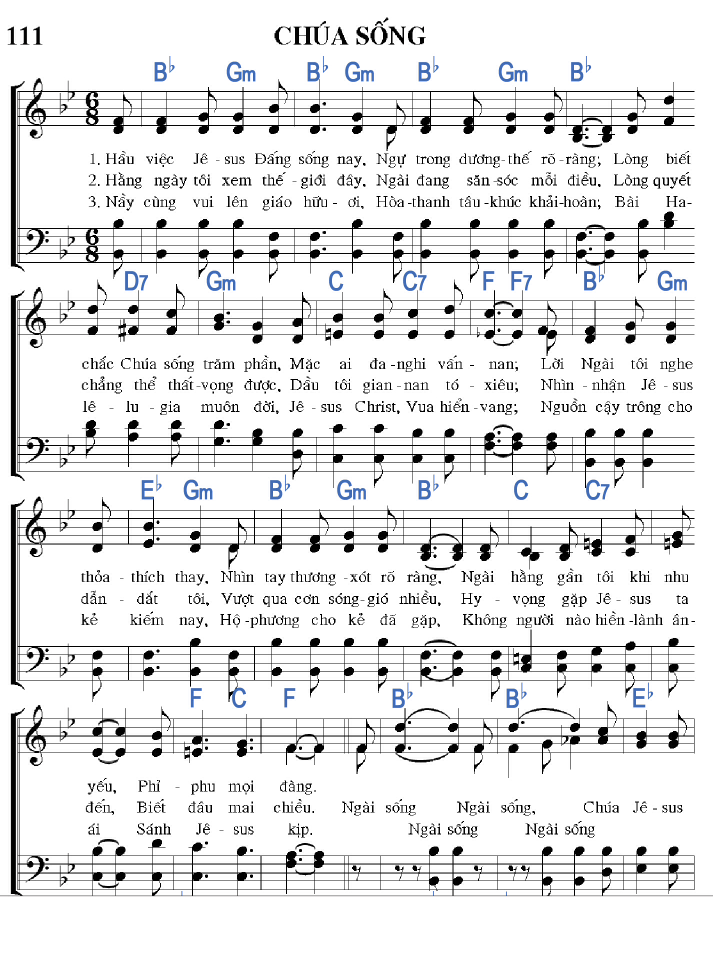 111 CHÚA SỐNG
B♭ Gm B♭ Gm B♭ Gm B♭
1. Hầu việc Jê-sus Đấng sống nay, Ngự trong dương-thế rõ-ràng; Lòng biết
2. Hằng ngày tôi xem thế-giới đây, Ngài đang săn-sóc mỗi điều, Lòng quyết
3. Nầy cùng vui lên giáo hữu-ơi, Hòa-thanh tấu-khúc khải-hoàn; Bài Ha-
D7 Gm C C7 F F7 B♭ Gm
chắc Chúa sống trăm phần, Mặc ai đa-nghi vấn-nan; Lời Ngài tôi nghe
chẳng thể thất-vọng được, Dầu tôi gian-nan tó-xiêu; Nhìn-nhận Jê-sus
lê-lu-gia muôn đời, Jê-sus Christ, Vua hiển-vang; Nguồn cậy trông cho
E♭ Gm B♭ Gm B♭ C C7
thỏa-thích thay, Nhìn tay thương-xót rõ ràng, Ngài hằng gần tôi khi nhu
dẫn-dắt tôi, Vượt qua cơn sóng-gió nhiều, Hy-vọng gặp Jê-sus ta
kẻ kiếm nay, Hộ-phương cho kẻ đã gặp, Không người nào hiền-lành ân-
F C F B♭ B♭ E♭
yếu, Phỉ-phu mọi đàng.
đến, Biết đâu mai chiều. Ngài sống Ngài sống, Chúa Jê-sus
ái Sánh Jê-sus kịp. Ngài sống Ngài sống